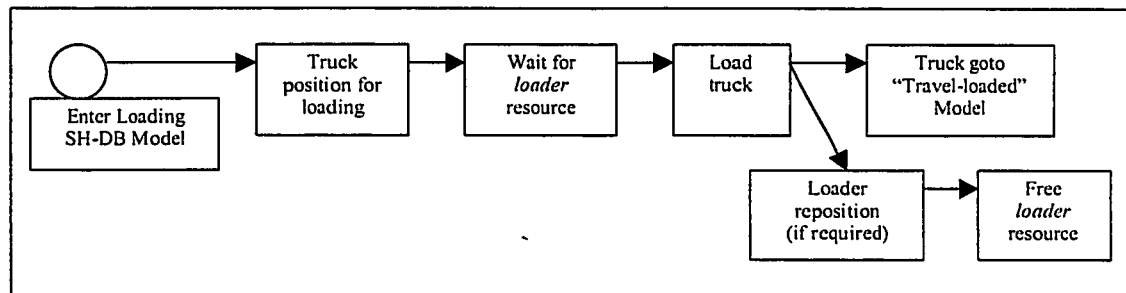 Enter Loading
SH-DB Model
Truck
position for
loading
Wait for
loader
resource
Load
truck
Truck goto
“Travel-loaded”
Model
Loader
reposition
(if required)
Free
loader
resource